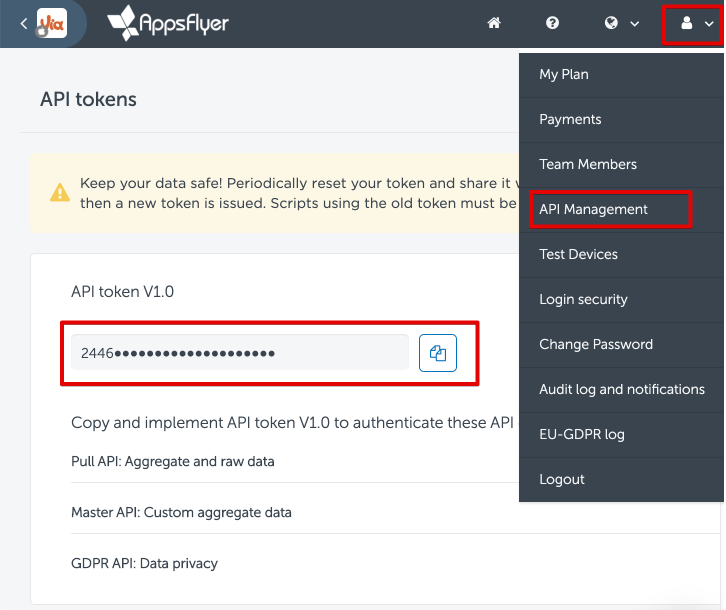 Via
AppsFlyer
API tokens
Keep your data safe! Periodically reset your token and share it
then a new token is issued. Scripts using the old token must be
API token V1.0
2446••••••••••••••••••••
Copy and implement API token V1.0 to authenticate these API
Pull API: Aggregate and raw data
Master API: Custom aggregate data
GDPR API: Data privacy
My Plan
Payments
Team Members
API Management
Test Devices
Login security
Change Password
Audit log and notifications
EU-GDPR log
Logout